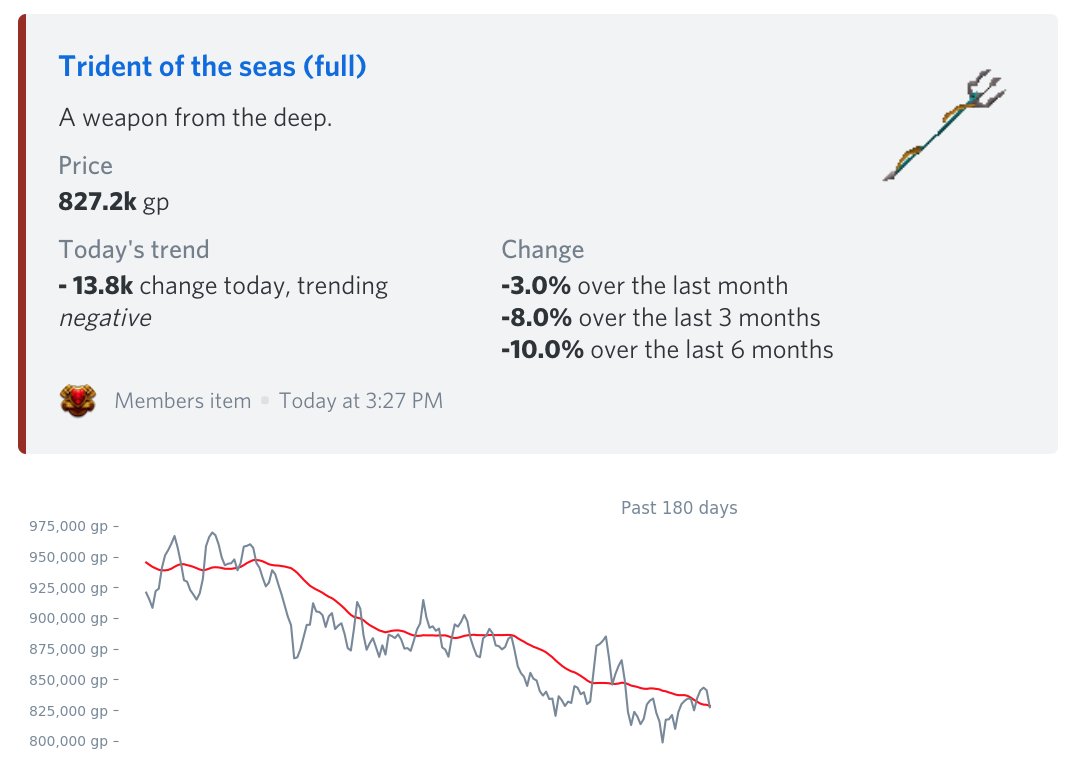 Trident of the seas (full)
A weapon from the deep.
Price
827.2k gp
Today's trend
- 13.8k change today, trending
negative
Change
-3.0% over the last month
-8.0% over the last 3 months
-10.0% over the last 6 months
Members item ▪ Today at 3:27 PM
Past 180 days
975,000 gp –
950,000 gp –
925,000 gp –
900,000 gp –
875,000 gp –
850,000 gp –
825,000 gp –
800,000 gp –